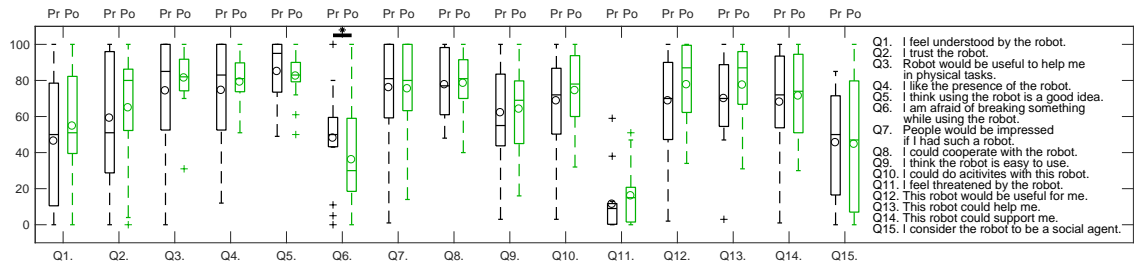 Pr Po Pr Po Pr Po Pr Po Pr Po Pr Po Pr Po Pr Po Pr Po Pr Po Pr Po Pr Po Pr Po Pr Po Pr Po
*
100
80
60
40
20
0
Q1. Q2. Q3. Q4. Q5. Q6. Q7. Q8. Q9. Q10. Q11. Q12. Q13. Q14. Q15.
Q1. I feel understood by the robot.
Q2. I trust the robot.
Q3. Robot would be useful to help me
in physical tasks.
Q4. I like the presence of the robot.
Q5. I think using the robot is a good idea.
Q6. I am afraid of breaking something
while using the robot.
Q7. People would be impressed
if I had such a robot.
Q8. I could cooperate with the robot.
Q9. I think the robot is easy to use.
Q10. I could do acitivites with this robot.
Q11. I feel threatened by the robot.
Q12. This robot would be useful for me.
Q13. This robot could help me.
Q14. This robot could support me.
Q15. I consider the robot to be a social agent.